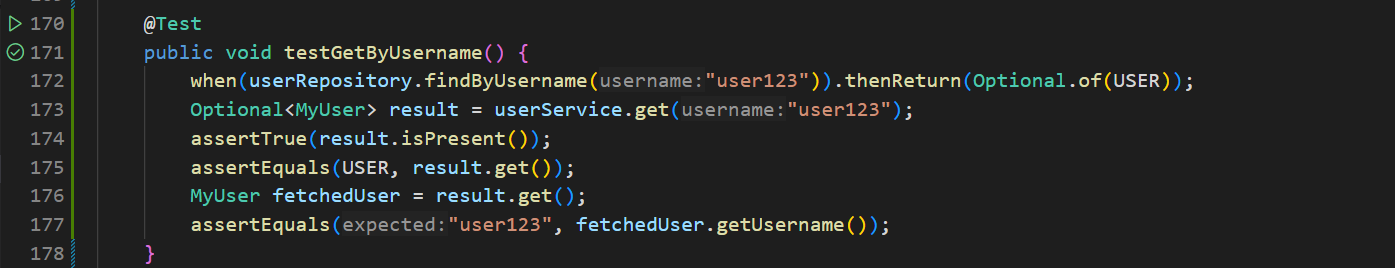 170 @Test
171 public void testGetByUsername() {
172 when(userRepository.findByUsername(username:"user123")).thenReturn(Optional.of(USER));
173 Optional<MyUser> result = userService.get(username:"user123");
174 assertTrue(result.isPresent());
175 assertEquals(USER, result.get());
176 MyUser fetchedUser = result.get();
177 assertEquals(expected:"user123", fetchedUser.getUsername());
178 }